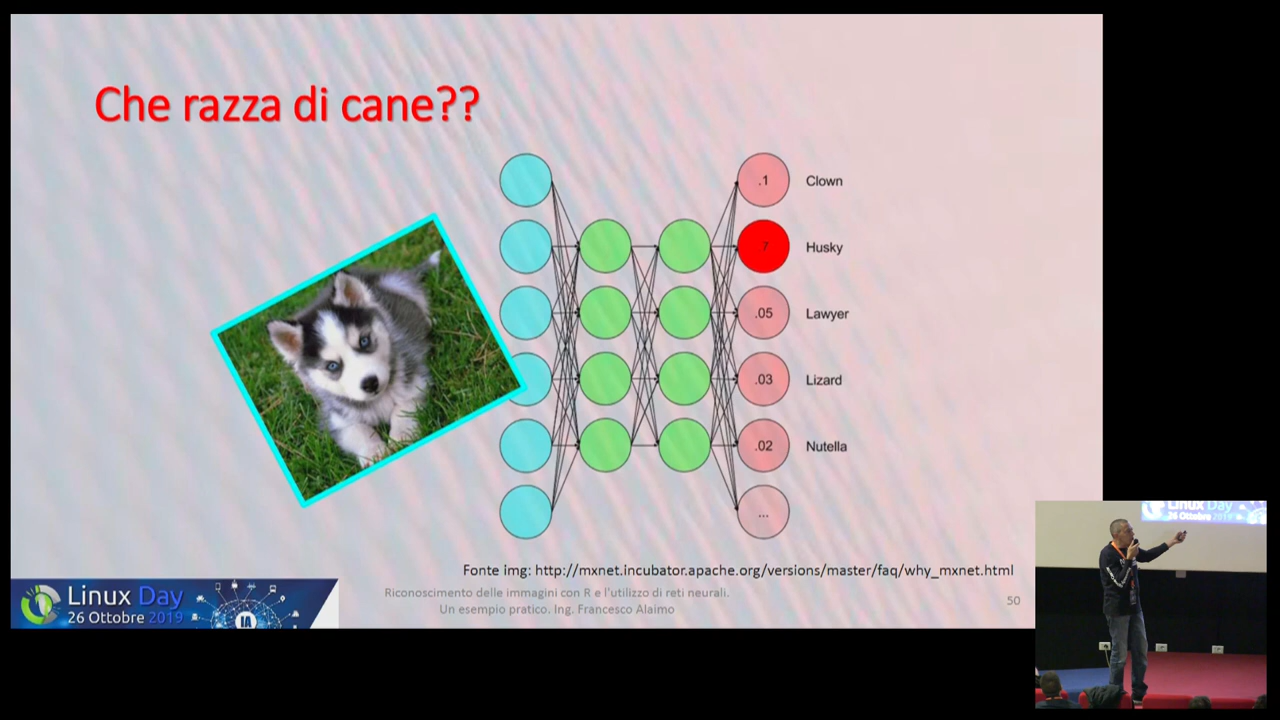 Che razza di cane??
.1 Clown
7 Husky
.05 Lawyer
.03 Lizard
.02 Nutella
...
Fonte img: http://mxnet.incubator.apache.org/versions/master/faq/why_mxnet.html
Riconoscimento delle immagini con R e l'utilizzo di reti neurali.
Un esempio pratico. Ing. Francesco Alaimo
50
Linux Day
26 Ottobre 2019
IA
Linux Day
26 Ottobre 2019